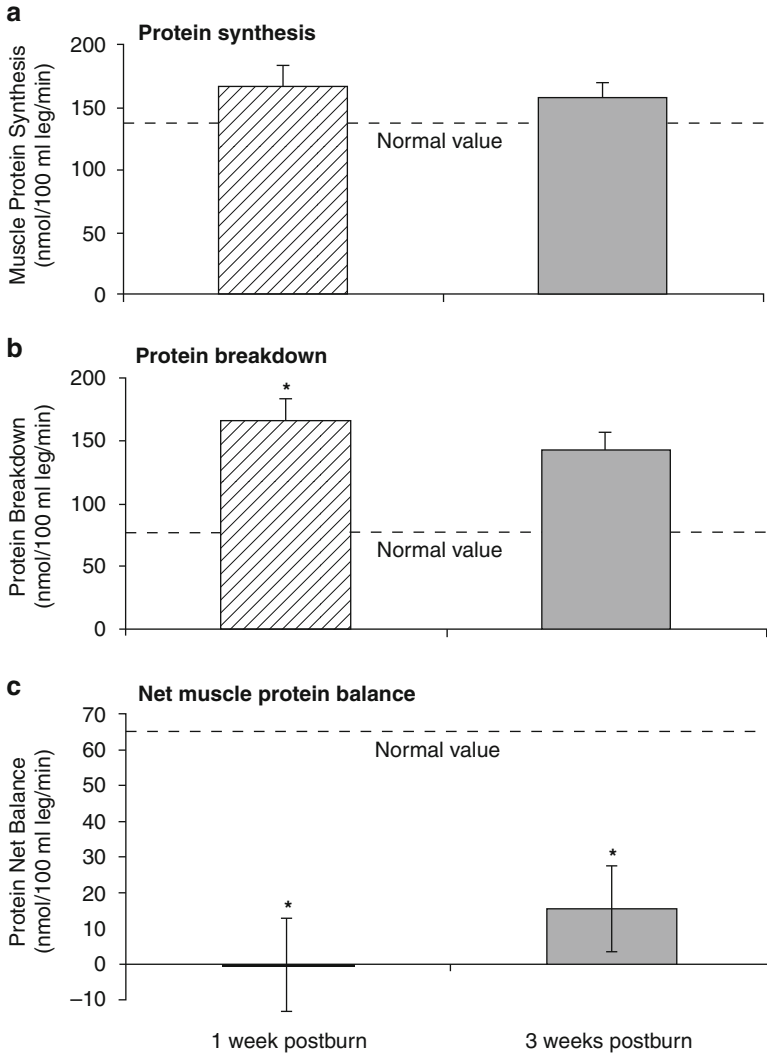 a
Protein synthesis
Muscle Protein Synthesis
(nmol/100 ml leg/min)
200
150
100
50
0
Normal value
b
Protein breakdown
Protein Breakdown
(nmol/100 ml leg/min)
200
150
100
50
0
*
Normal value
c
Net muscle protein balance
Protein Net Balance
(nmol/100 ml leg/min)
70
60
50
40
30
20
10
0
–10
Normal value
*
*
1 week postburn
3 weeks postburn